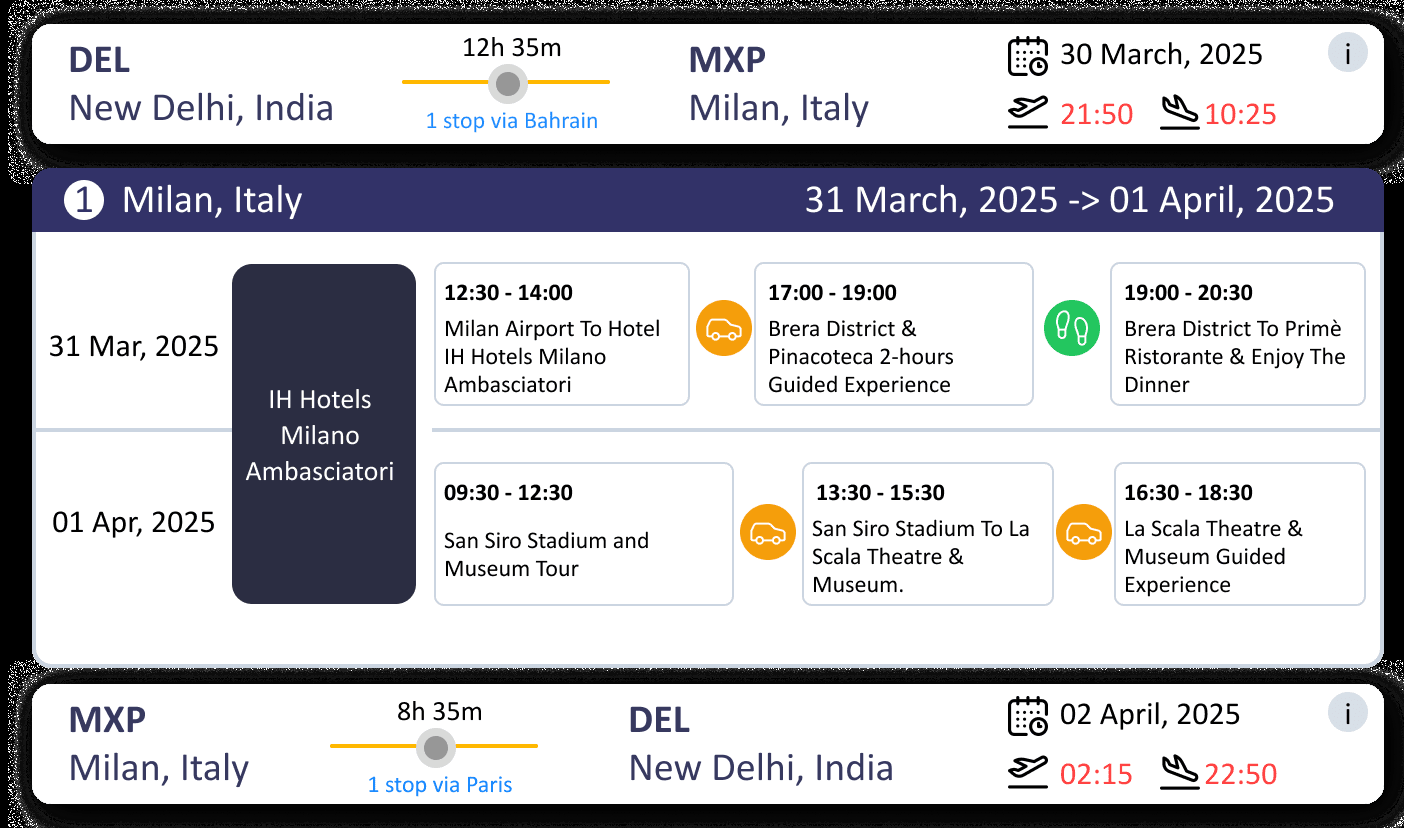 DEL
New Delhi, India
12h 35m
1 stop via Bahrain
MXP
Milan, Italy
30 March, 2025
21:50
10:25
i
1
Milan, Italy
31 March, 2025 -> 01 April, 2025
31 Mar, 2025
IH Hotels
Milano
Ambasciatori
12:30 - 14:00
Milan Airport To Hotel
IH Hotels Milano
Ambasciatori
17:00 - 19:00
Brera District &
Pinacoteca 2-hours
Guided Experience
19:00 - 20:30
Brera District To Primè
Ristorante & Enjoy The
Dinner
01 Apr, 2025
09:30 - 12:30
San Siro Stadium and
Museum Tour
13:30 - 15:30
San Siro Stadium To La
Scala Theatre &
Museum.
16:30 - 18:30
La Scala Theatre &
Museum Guided
Experience
MXP
Milan, Italy
8h 35m
1 stop via Paris
DEL
New Delhi, India
02 April, 2025
02:15
22:50
i